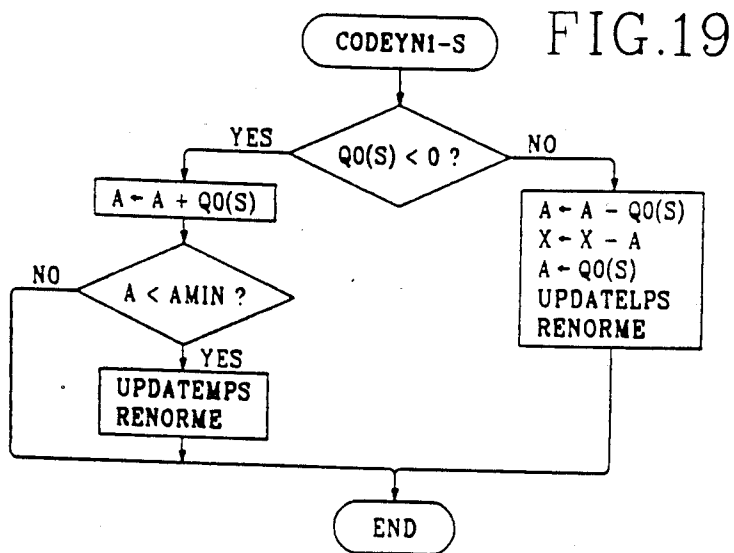 FIG.19
CODEYN1-S
Q0(S) < 0 ?
YES
NO
A ← A + Q0(S)
A < AMIN ?
NO
YES
UPDATEMPS
RENORME
A ← A - Q0(S)
X ← X - A
A ← Q0(S)
UPDATELPS
RENORME
END